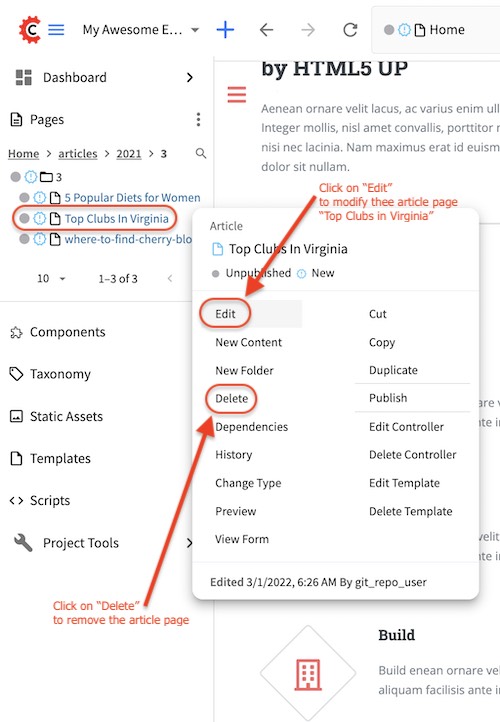 C
My Awesome E...
Home
Dashboard
Pages
Home > articles > 2021 > 3
3
5 Popular Diets for Women
Top Clubs In Virginia
where-to-find-cherry-blo
10
1–3 of 3
Components
Taxonomy
Static Assets
Templates
Scripts
Project Tools
by HTML5 UP
Aenean ornare velit lacus, ac varius enim ull
Integer mollis, nisl amet convallis, porttitor
nisi nec lacinia. Nam maximus erat id euism
dolor sit nullam.
Click on “Edit”
to modify thee article page
“Top Clubs in Virginia”
Article
Top Clubs In Virginia
Unpublished
New
Edit
New Content
New Folder
Delete
Dependencies
History
Change Type
Preview
View Form
Cut
Copy
Duplicate
Publish
Edit Controller
Delete Controller
Edit Template
Delete Template
Edited 3/1/2022, 6:26 AM By git_repo_user
Click on “Delete”
to remove the article page
Build
Build enean ornare vel
aliquam facilisis ante in